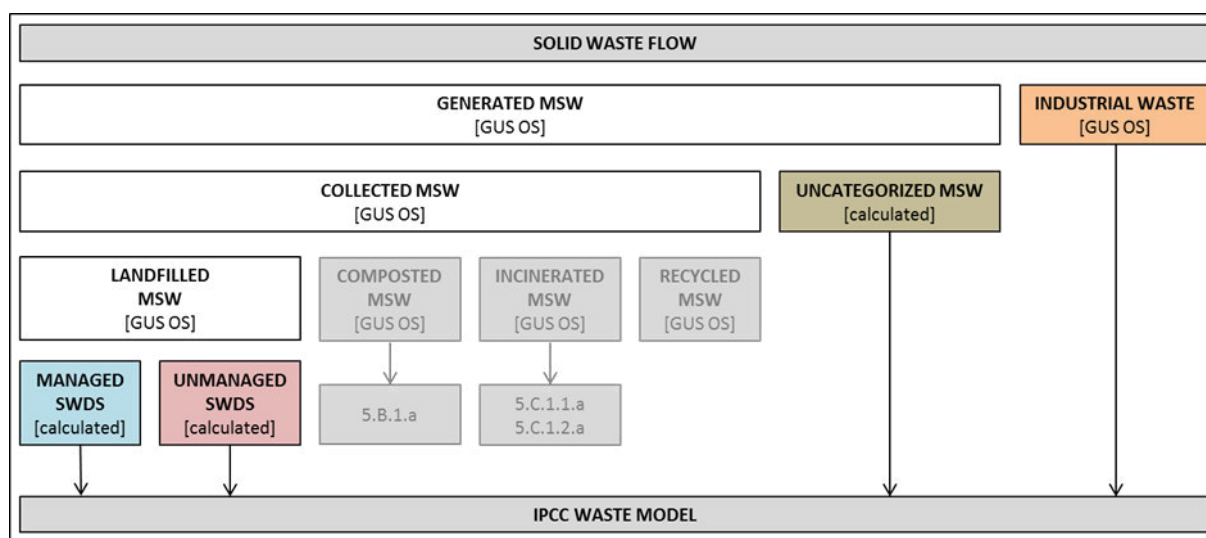 SOLID WASTE FLOW
GENERATED MSW
[GUS OS]
INDUSTRIAL WASTE
[GUS OS]
COLLECTED MSW
[GUS OS]
UNCATEGORIZED MSW
[calculated]
LANDFILLED
MSW
[GUS OS]
COMPOSTED
MSW
[GUS OS]
INCINERATED
MSW
[GUS OS]
RECYCLED
MSW
[GUS OS]
MANAGED
SWDS
[calculated]
UNMANAGED
SWDS
[calculated]
5.B.1.a
5.C.1.1.a
5.C.1.2.a
IPCC WASTE MODEL